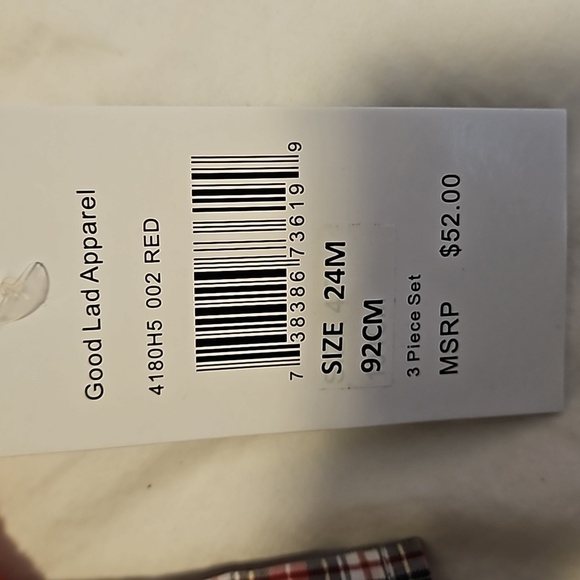 Good Lad Apparel
4180H5 002 RED
7 38386 73619 9
SIZE 24M
92CM
3 Piece Set
MSRP $52.00